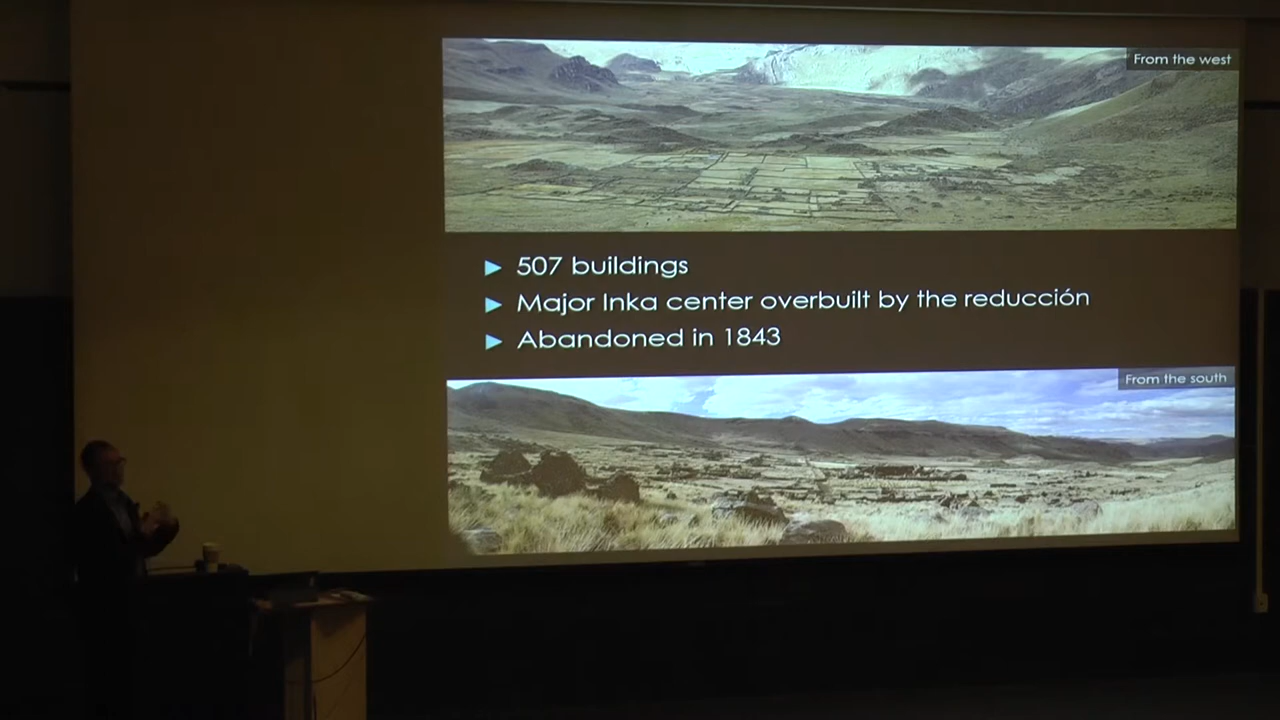 From the west
► 507 buildings
► Major Inka center overbuilt by the reducción
► Abandoned in 1843
From the south